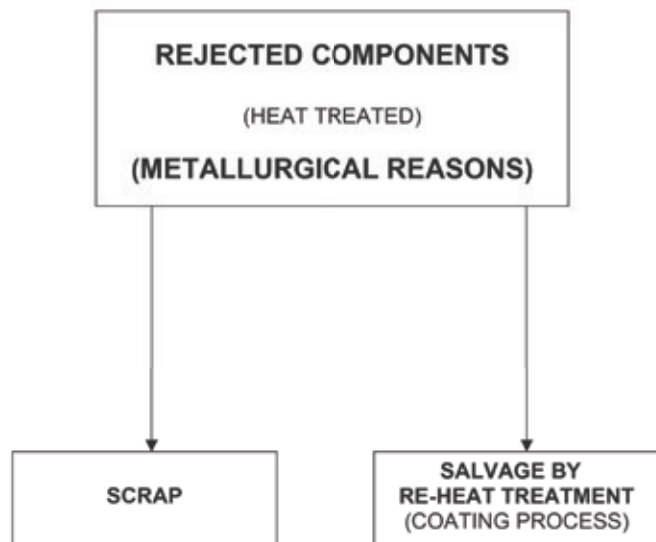 REJECTED COMPONENTS
(HEAT TREATED)
(METALLURGICAL REASONS)
SCRAP
SALVAGE BY
RE-HEAT TREATMENT
(COATING PROCESS)